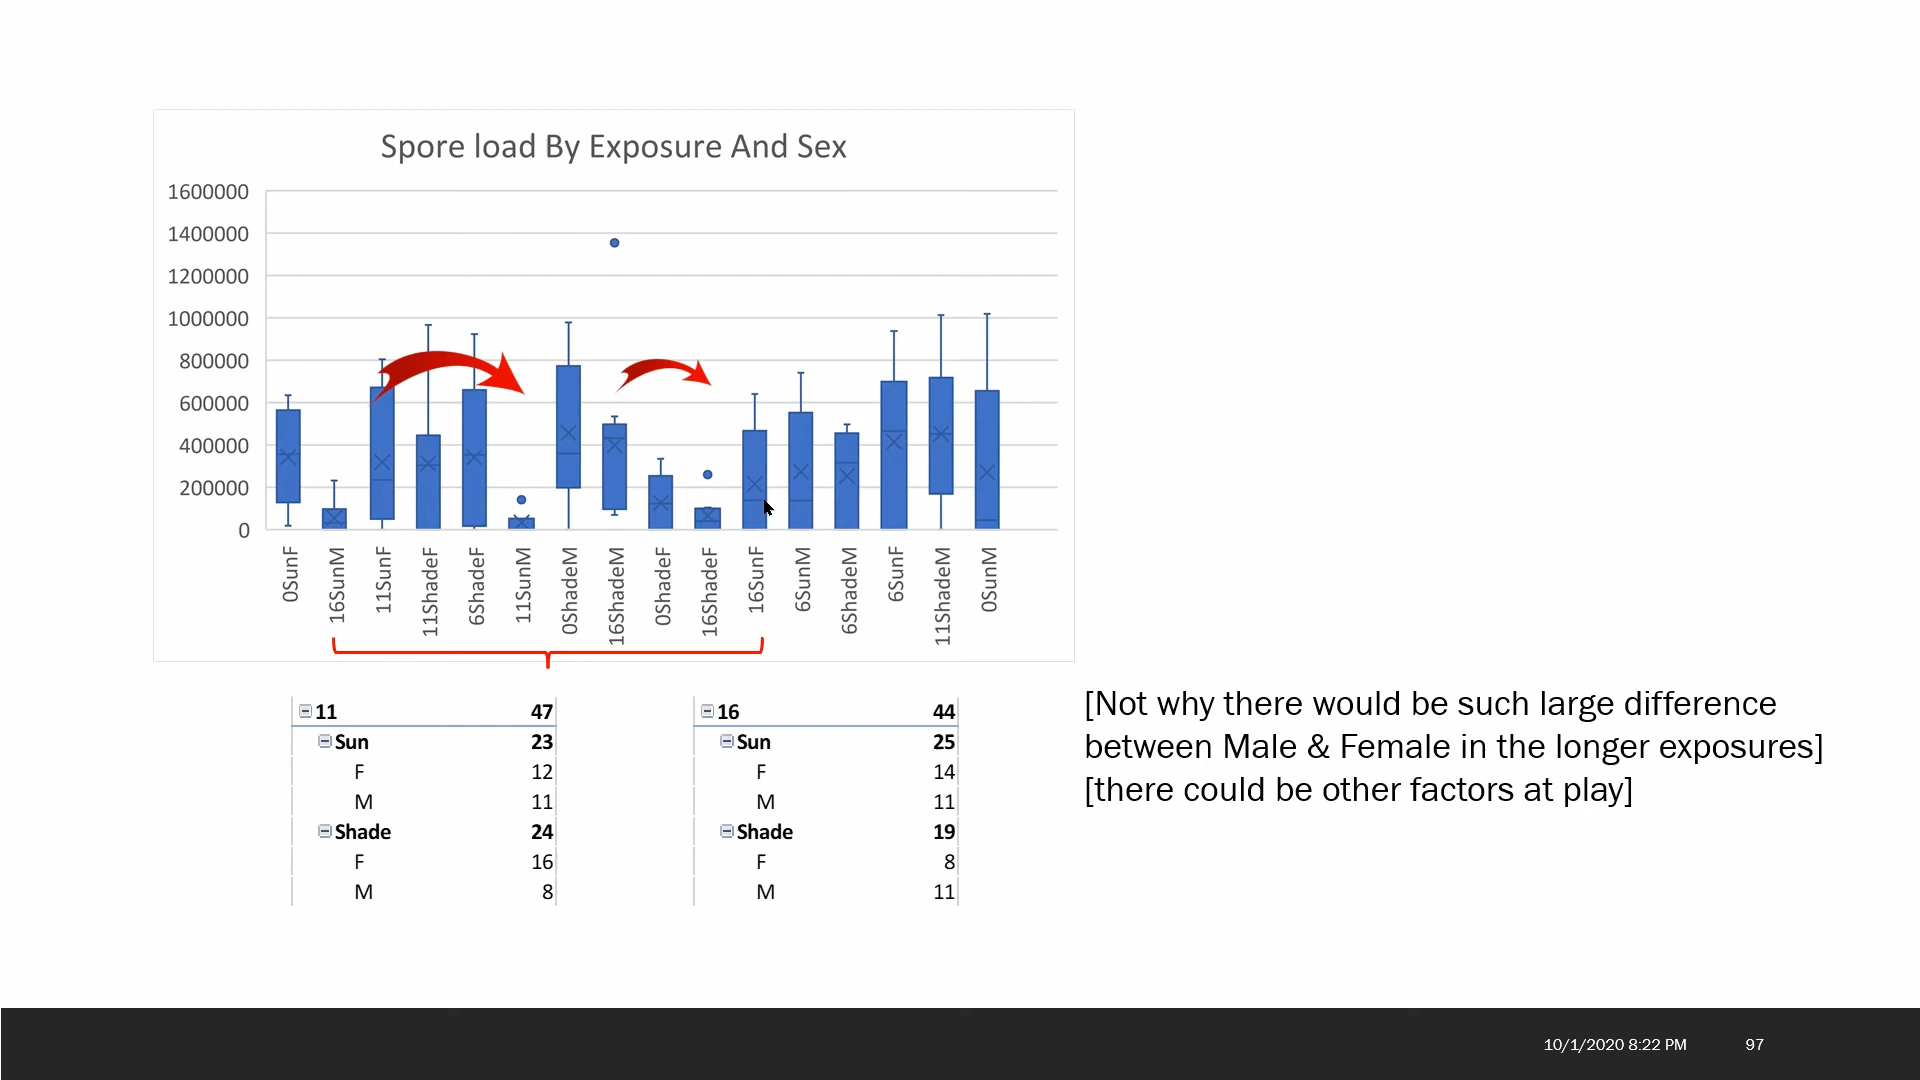 Spore load By Exposure And Sex
1600000
1400000
1200000
1000000
800000
600000
400000
200000
0
0SunF
16SunM
11SunF
11ShadeF
6ShadeF
11SunM
0ShadeM
16ShadeM
0ShadeF
16ShadeF
16SunF
6SunM
6ShadeM
6SunF
11ShadeM
0SunM
11 47
Sun 23
F 12
M 11
Shade 24
F 16
M 8
16 44
Sun 25
F 14
M 11
Shade 19
F 8
M 11
[Not why there would be such large difference
between Male & Female in the longer exposures]
[there could be other factors at play]
10/1/2020 8:22 PM 97